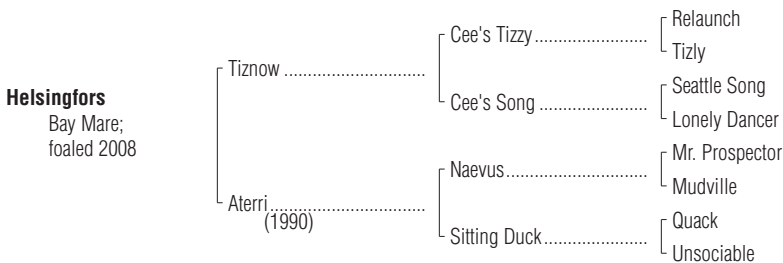 Helsingfors
Bay Mare;
foaled 2008
Tiznow ............................
Aterri...............................
(1990)
Cee's Tizzy......................
Cee's Song .....................
Naevus............................
Sitting Duck.....................
Relaunch
Tizly
Seattle Song
Lonely Dancer
Mr. Prospector
Mudville
Quack
Unsociable